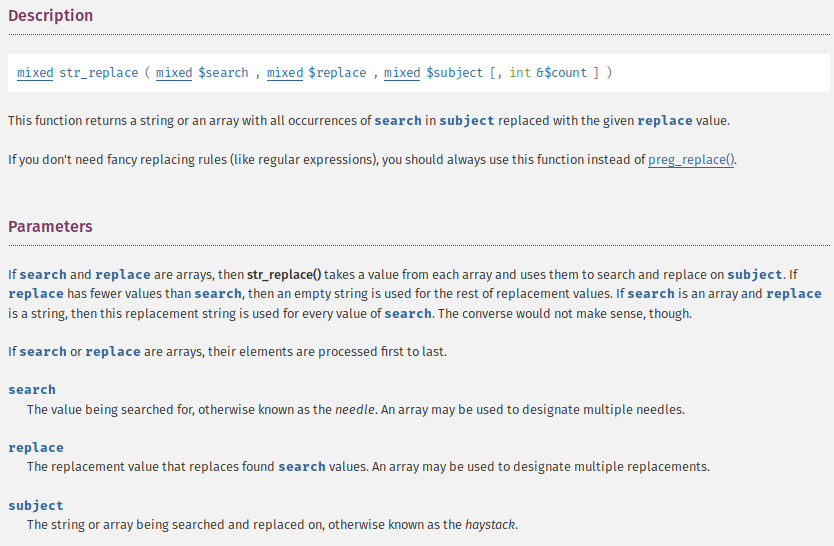 Description
mixed str_replace ( mixed $search , mixed $replace , mixed $subject [, int &$count ] )
This function returns a string or an array with all occurrences of search in subject replaced with the given replace value.
If you don't need fancy replacing rules (like regular expressions), you should always use this function instead of preg_replace().
Parameters
If search and replace are arrays, then str_replace() takes a value from each array and uses them to search and replace on subject. If
replace has fewer values than search, then an empty string is used for the rest of replacement values. If search is an array and replace
is a string, then this replacement string is used for every value of search. The converse would not make sense, though.
If search or replace are arrays, their elements are processed first to last.
search
The value being searched for, otherwise known as the needle. An array may be used to designate multiple needles.
replace
The replacement value that replaces found search values. An array may be used to designate multiple replacements.
subject
The string or array being searched and replaced on, otherwise known as the haystack.